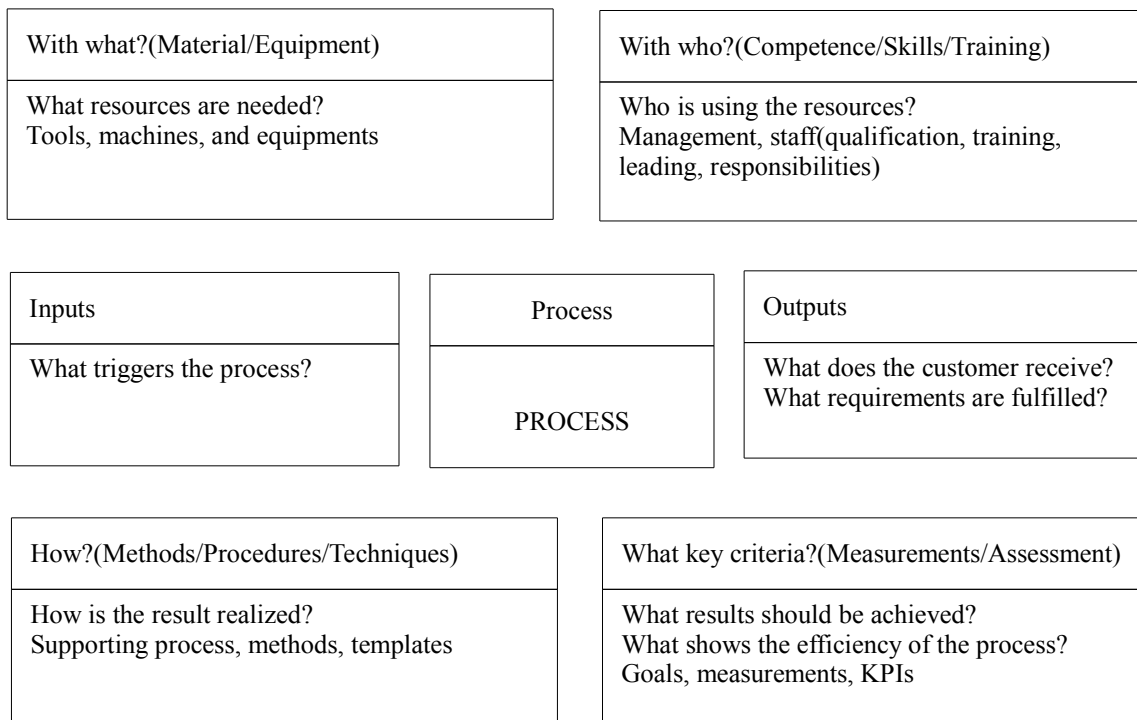 With what?(Material/Equipment)
What resources are needed?
Tools, machines, and equipments
With who?(Competence/Skills/Training)
Who is using the resources?
Management, staff(qualification, training,
leading, responsibilities)
Inputs
What triggers the process?
Process
PROCESS
Outputs
What does the customer receive?
What requirements are fulfilled?
How?(Methods/Procedures/Techniques)
How is the result realized?
Supporting process, methods, templates
What key criteria?(Measurements/Assessment)
What results should be achieved?
What shows the efficiency of the process?
Goals, measurements, KPIs